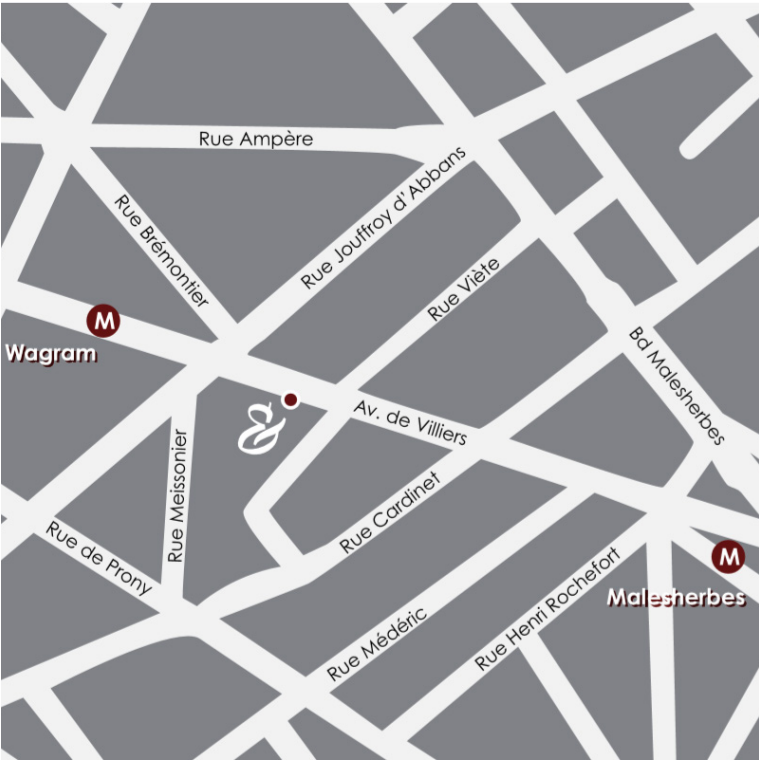 Rue Ampère
Rue Jouffroy d'Abbans
Rue Brémontier
Rue Viète
M
Wagram
Bd Malesherbes
&
Av. de Villiers
Rue Meissonier
Rue Cardinet
Rue de Prony
M
Malesherbes
Rue Henri Rochefort
Rue Médéric